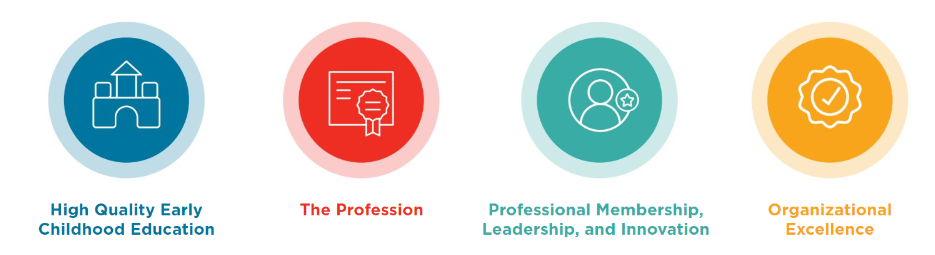 High Quality Early
Childhood Education
The Profession
Professional Membership,
Leadership, and Innovation
Organizational
Excellence